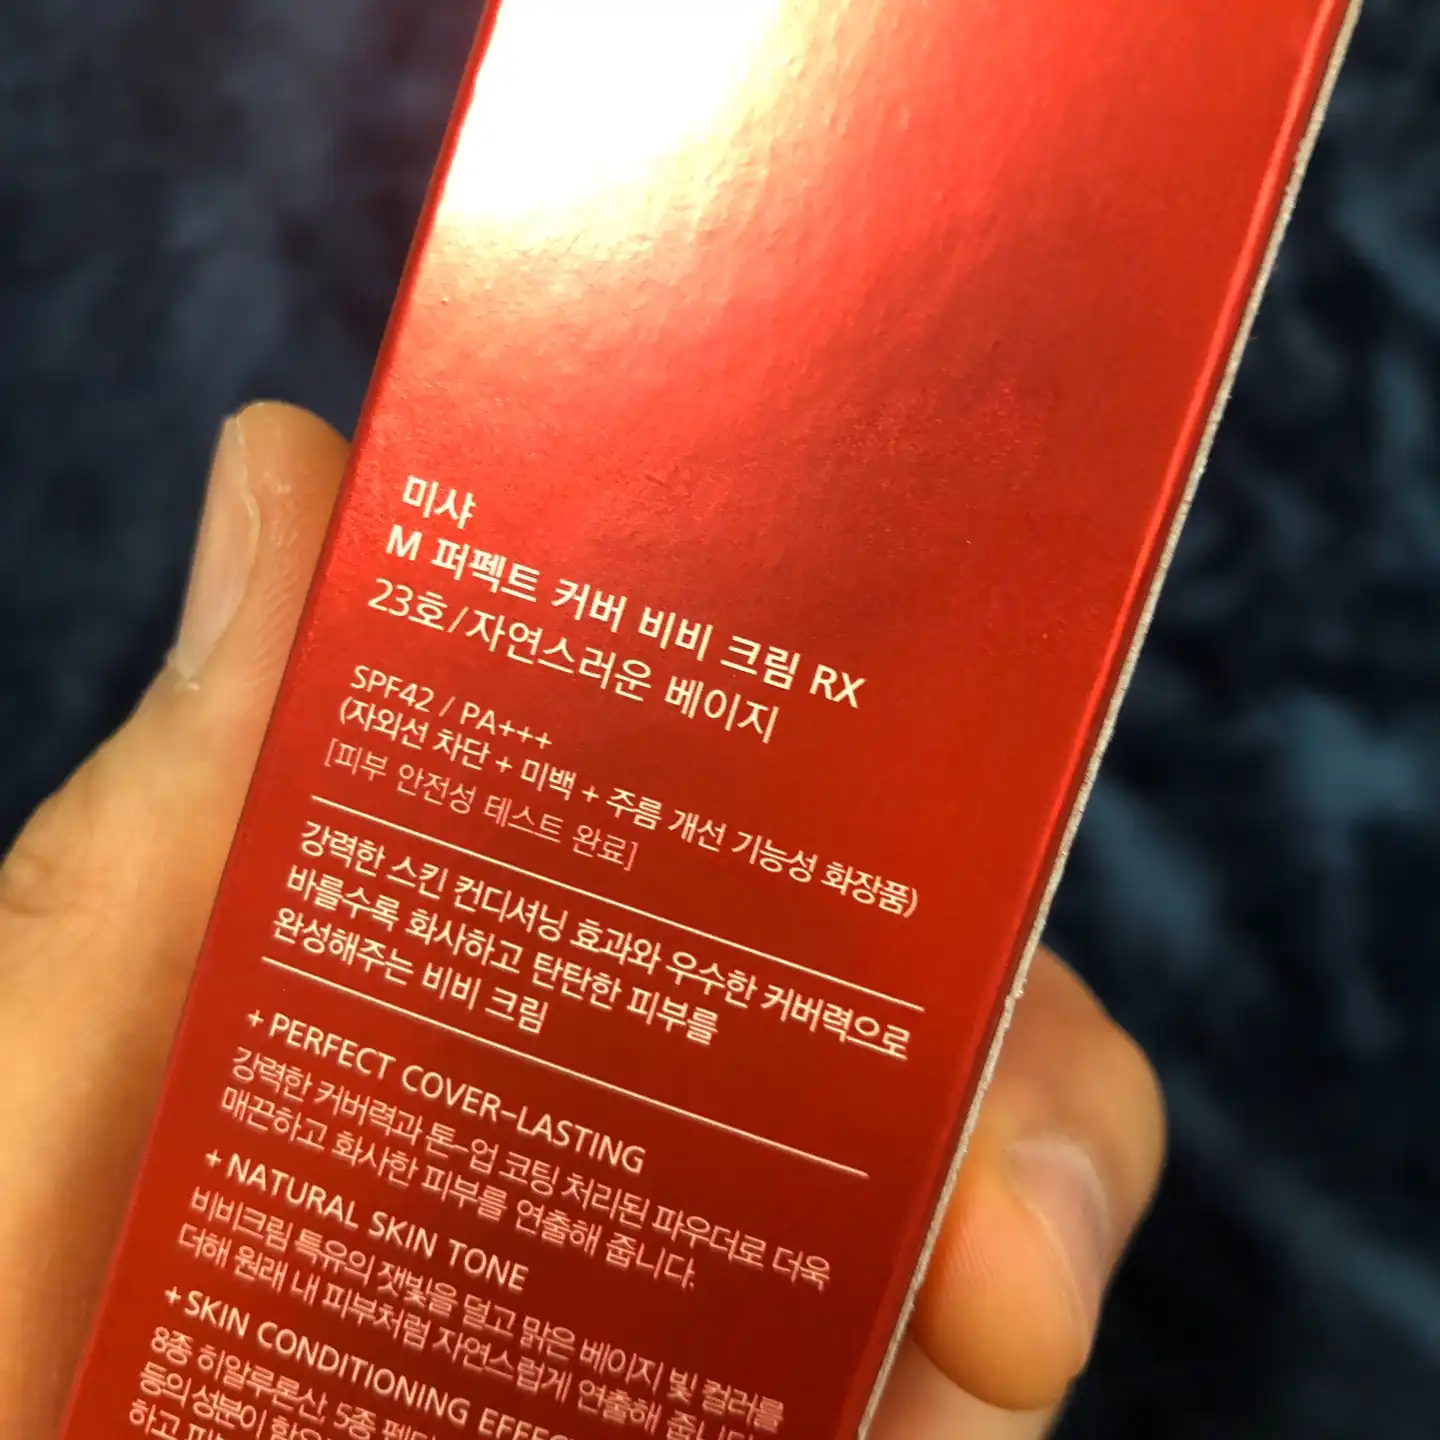 미샤
M 퍼펙트 커버 비비 크림 RX
23호/자연스러운 베이지
SPF42 / PA+++
(자외선 차단 + 미백 + 주름 개선 기능성 화장품)
[피부 안전성 테스트 완료]
강력한 스킨 컨디셔닝 효과와 우수한 커버력으로
바를수록 화사하고 탄탄한 피부를
완성해주는 비비 크림
+ PERFECT COVER-LASTING
강력한 커버력과 톤-업 코팅 처리된 파우더로 더욱
매끈하고 화사한 피부를 연출해 줍니다.
+ NATURAL SKIN TONE
비비크림 특유의 잿빛을 덜고 맑은 베이지 빛 컬러를
더해 원래 내 피부처럼 자연스럽게 연출해
+ SKIN CONDITIONING
8종 히알루론산, 5종
등의 성분이
하고